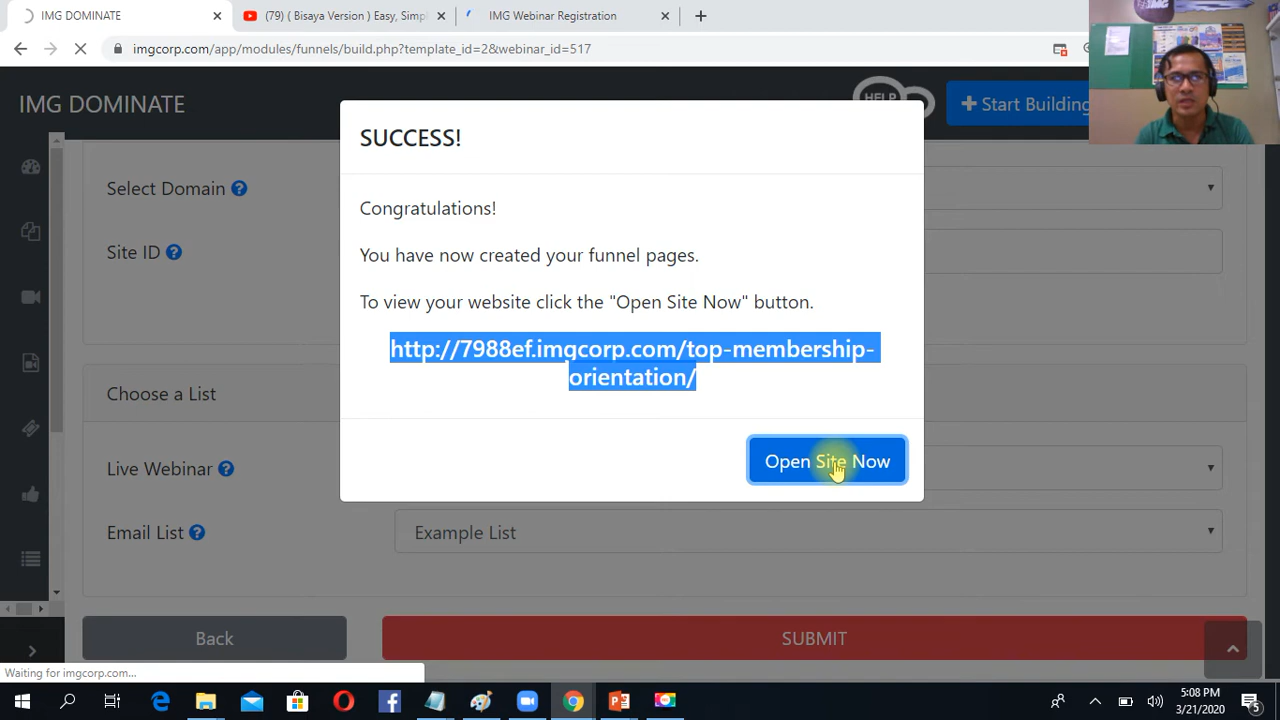 IMG DOMINATE
(79) ( Bisaya Version ) Easy, Simpl
IMG Webinar Registration
imgcorp.com/app/modules/funnels/build.php?template_id=2&webinar_id=517
IMG DOMINATE
HELP
Start Building
SUCCESS!
Congratulations!
You have now created your funnel pages.
To view your website click the "Open Site Now" button.
http://7988ef.imgcorp.com/top-membership-
orientation/
Open Site Now
Select Domain
Site ID
Choose a List
Live Webinar
Email List
Example List
Back
SUBMIT
Waiting for imgcorp.com...
5:08 PM
3/21/2020
5